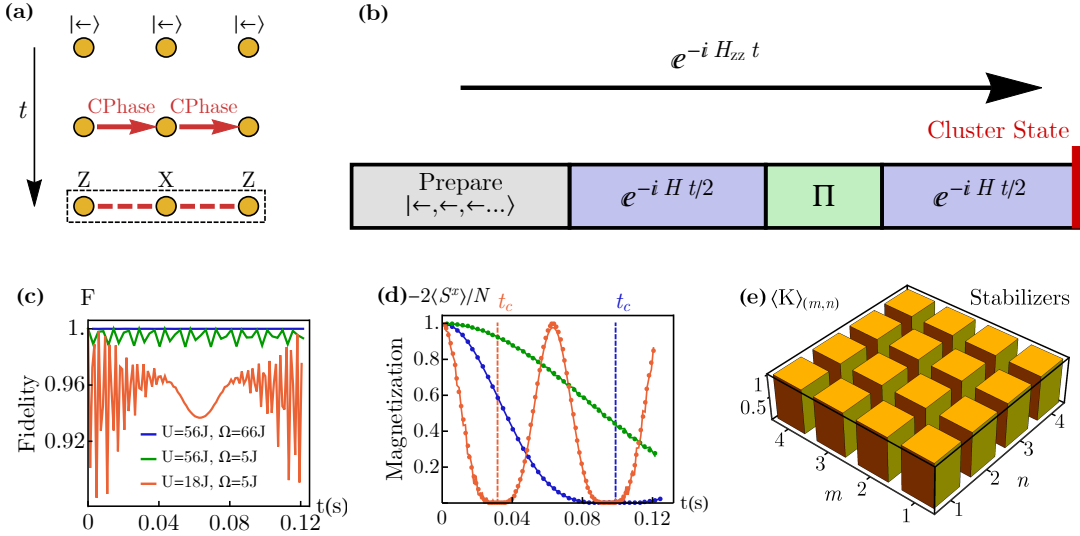 (a)
|←⟩ |←⟩ |←⟩
t
CPhase CPhase
Z X Z
(b)
e^{-i H_{zz} t}
Cluster State
Prepare
|←,←,←...⟩
e^{-i H t/2}
Π
e^{-i H t/2}
(c) F
Fidelity
1.
0.96
0.92
U=56J, Ω=66J
U=56J, Ω=5J
U=18J, Ω=5J
0 0.04 0.08 0.12 t(s)
(d) −2⟨S^x⟩/N t_c t_c
Magnetization
1
0.8
0.6
0.4
0.2
0 0.04 0.08 0.12 t(s)
(e) ⟨K⟩_{(m,n)} Stabilizers
1
0.5
4 3 2 1
m
1 2 3 4
n